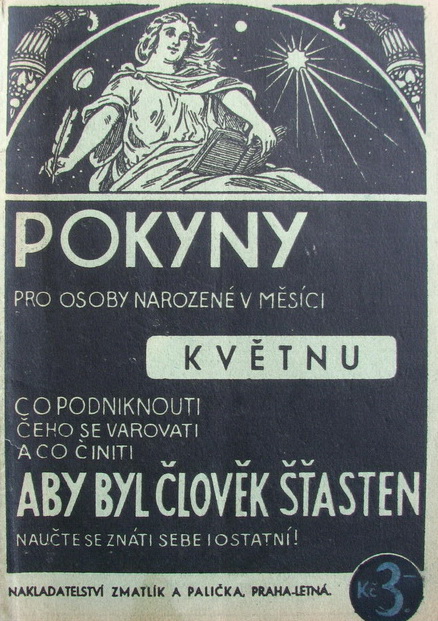 POKYNY
PRO OSOBY NAROZENÉ V MĚSÍCI
KVĚTNU
CO PODNIKNOUTI
ČEHO SE VAROVATI
A CO ČINITI
ABY BYL ČLOVĚK ŠŤASTEN
NAUČTE SE ZNÁTI SEBE I OSTATNÍ!
NAKLADATELSTVÍ ZMATLÍK A PALIČKA, PRAHA-LETNÁ.
Kč 3.-